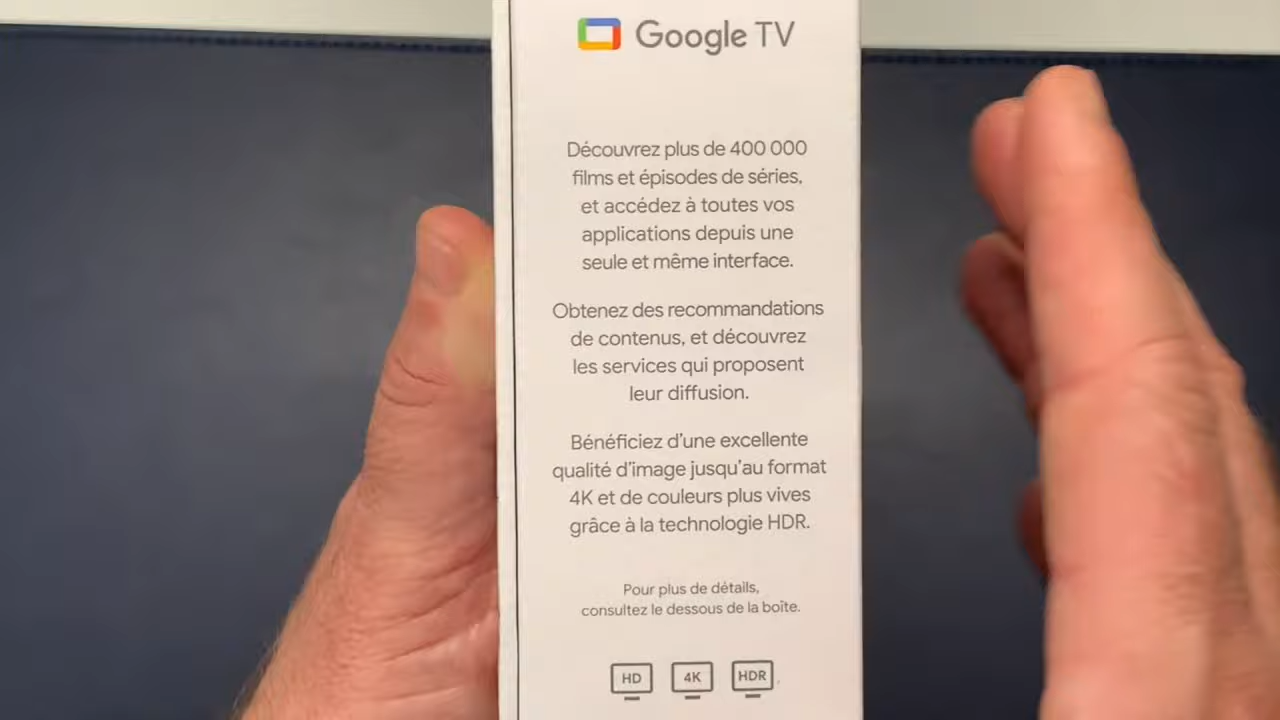 Google TV
Découvrez plus de 400 000
films et épisodes de séries,
et accédez à toutes vos
applications depuis une
seule et même interface.
Obtenez des recommandations
de contenus, et découvrez
les services qui proposent
leur diffusion.
Bénéficiez d'une excellente
qualité d'image jusqu'au format
4K et de couleurs plus vives
grâce à la technologie HDR.
Pour plus de détails,
consultez le dessous de la boîte.
HD 4K HDR